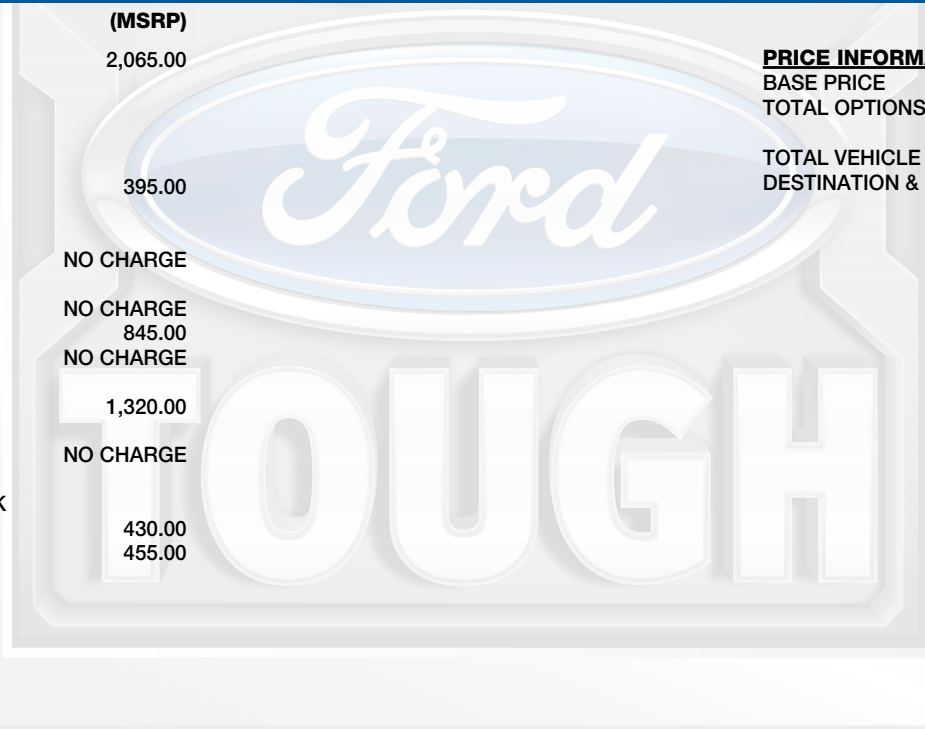 (MSRP)
2,065.00
395.00
NO CHARGE
NO CHARGE
845.00
NO CHARGE
1,320.00
NO CHARGE
K
430.00
455.00
PRICE INFORMA
BASE PRICE
TOTAL OPTIONS
TOTAL VEHICLE
DESTINATION &
Ford
TOUGH